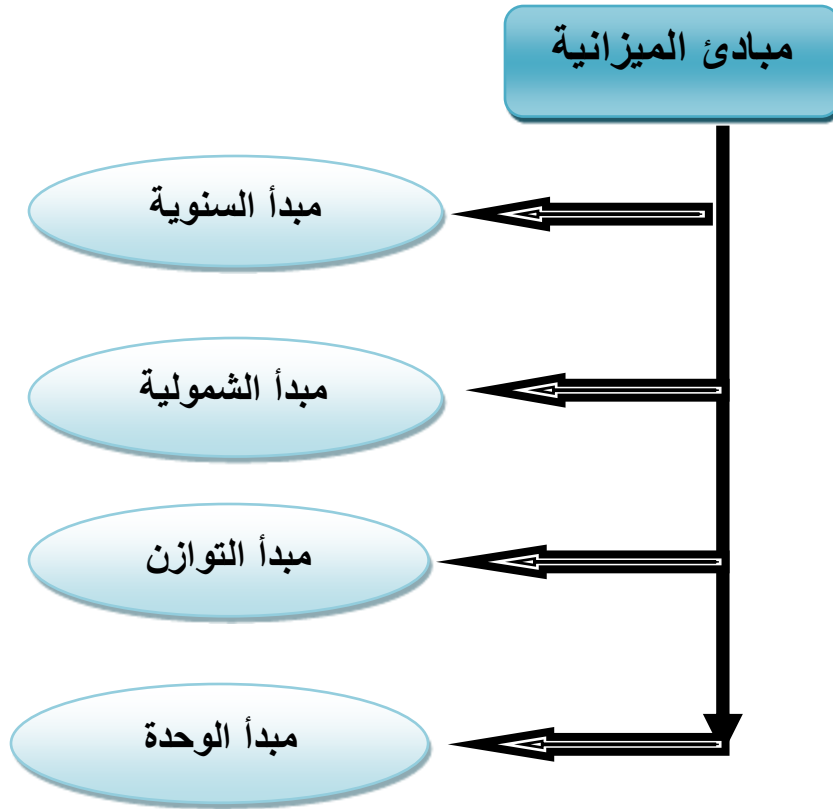 مبادئ الميزانية
مبدأ السنوية
مبدأ الشمولية
مبدأ التوازن
مبدأ الوحدة